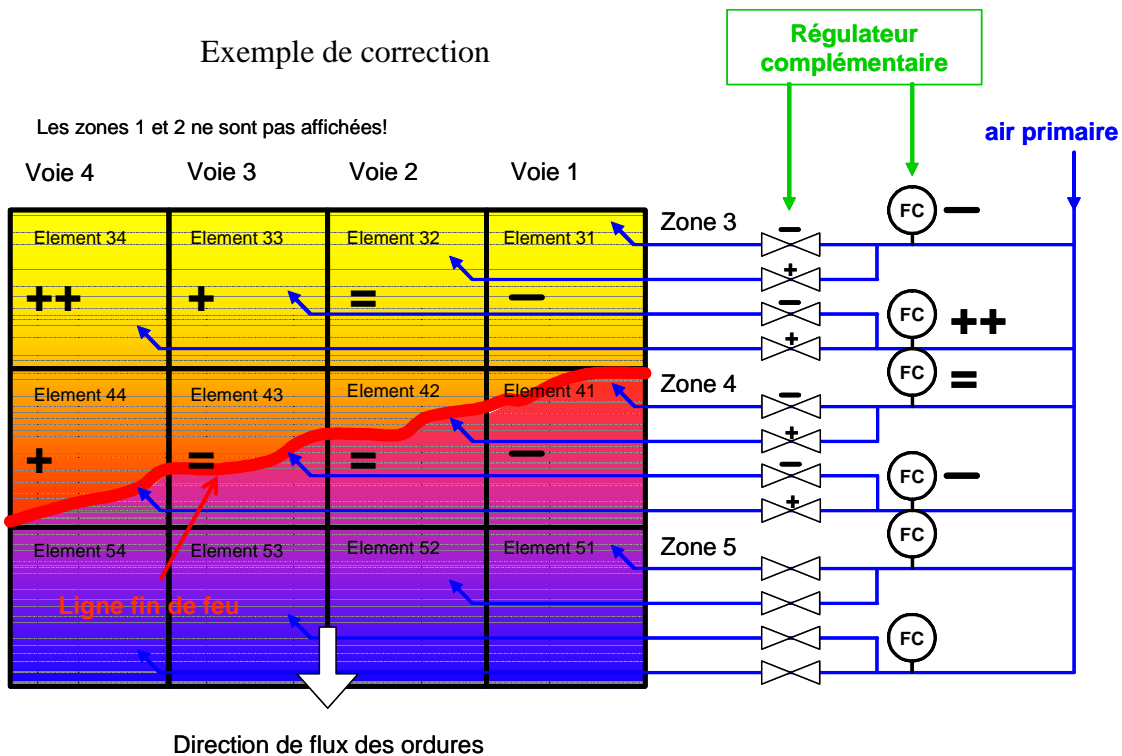 Exemple de correction
Régulateur
complémentaire
Les zones 1 et 2 ne sont pas affichées!
air primaire
Voie 4 Voie 3 Voie 2 Voie 1
Element 34 Element 33 Element 32 Element 31 Zone 3 − FC −
+
++ + = − − FC ++
+
Element 44 Element 43 Element 42 Element 41 Zone 4 − FC =
+
+ = = − − FC −
+
Element 54 Element 53 Element 52 Element 51 Zone 5 FC
Ligne fin de feu
FC
Direction de flux des ordures